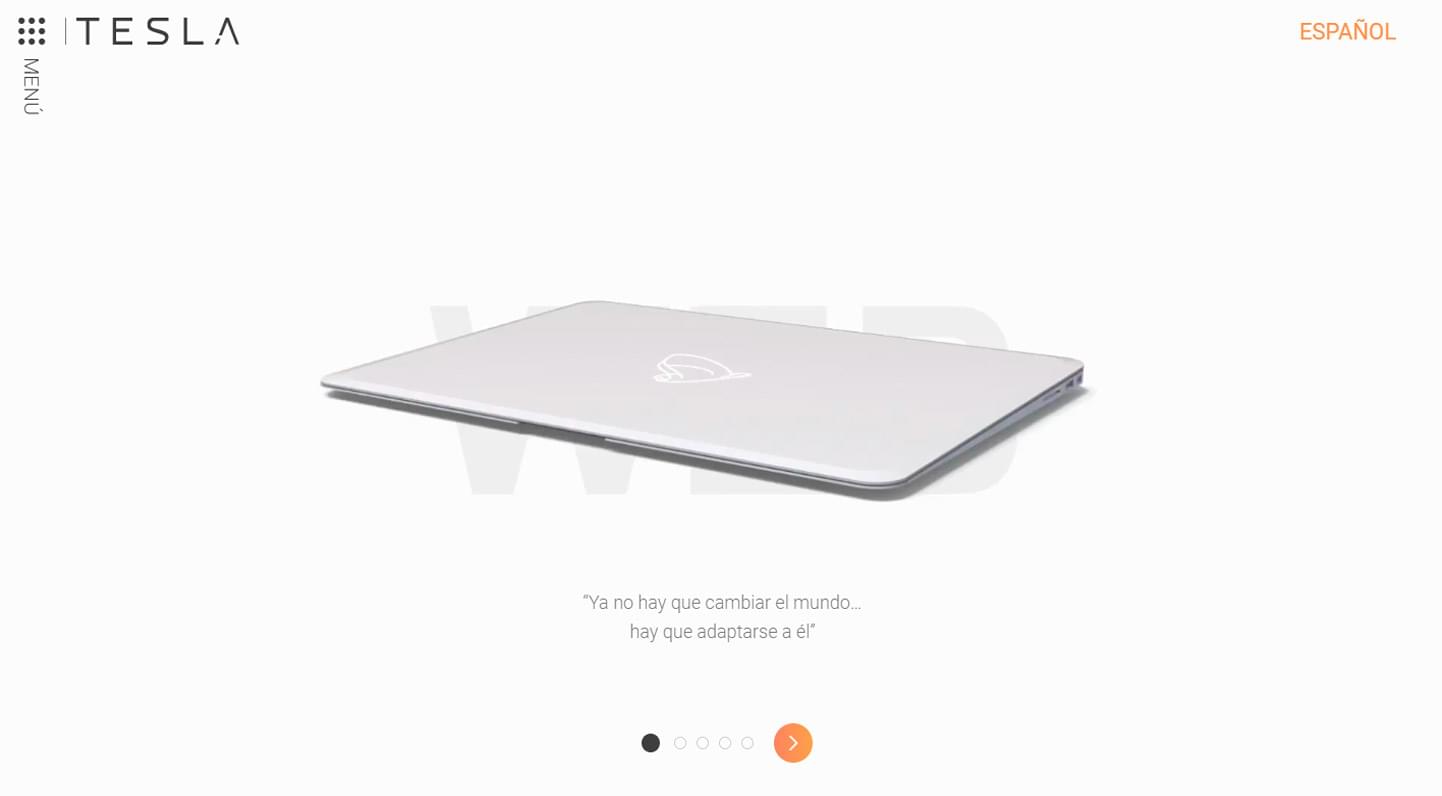 TESLA
ESPAÑOL
MENÚ
WEB
“Ya no hay que cambiar el mundo...
hay que adaptarse a él”